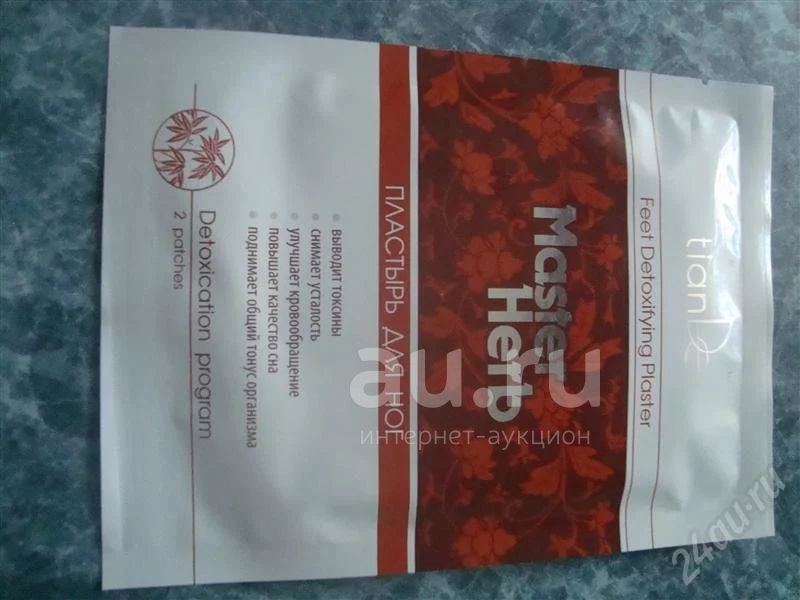 tianDe
Feet Detoxifying Plaster
Master
Herb
ПЛАСТЫРЬ ДЛЯ НОГ
выводит токсины
снимает усталость
улучшает кровообращение
повышает качество сна
поднимает общий тонус организма
Detoxication program
2 patches
au.ru
интернет-аукцион
24au.ru